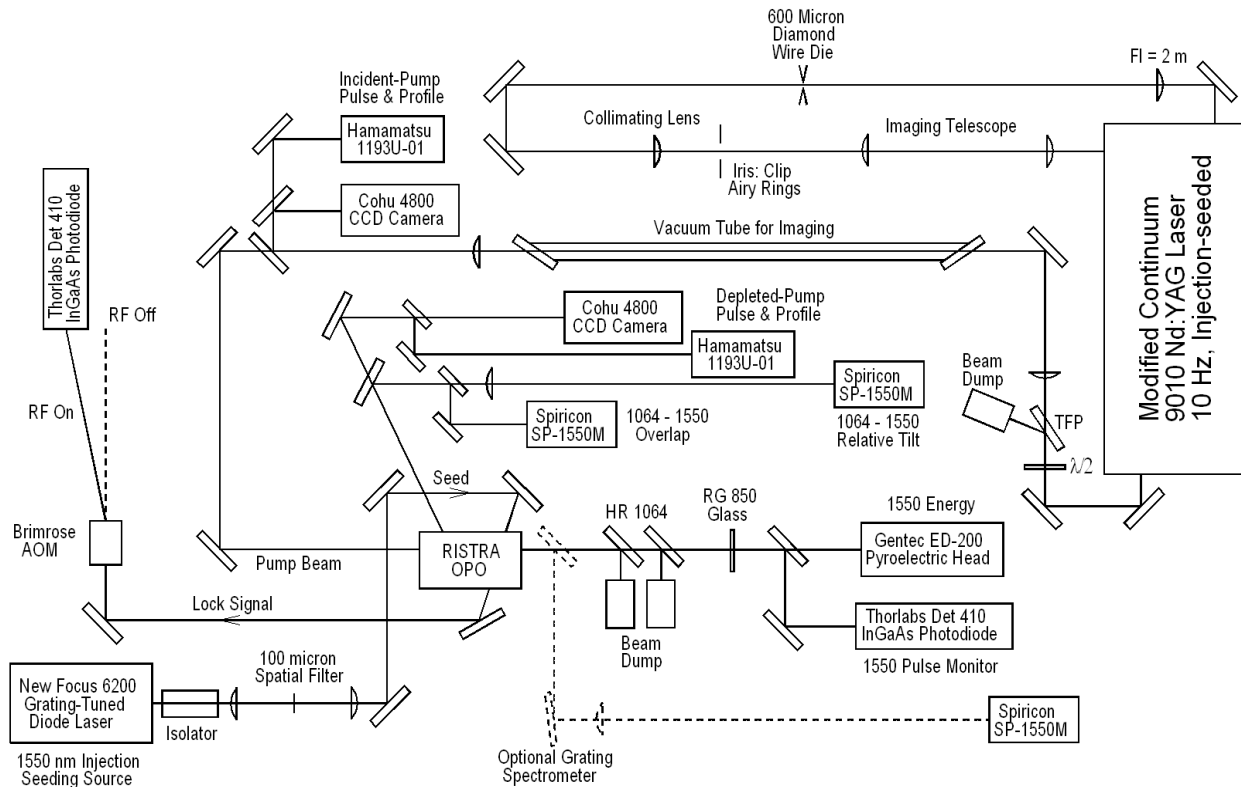 600 Micron
Diamond
Wire Die
Fl = 2 m
Incident-Pump
Pulse & Profile
Hamamatsu
1193U-01
Collimating Lens
Imaging Telescope
Iris: Clip
Airy Rings
Cohu 4800
CCD Camera
Thorlabs Det 410
InGaAs Photodiode
Vacuum Tube for Imaging
Modified Continuum
9010 Nd:YAG Laser
10 Hz, Injection-seeded
RF Off
RF On
Cohu 4800
CCD Camera
Depleted-Pump
Pulse & Profile
Hamamatsu
1193U-01
Beam
Dump
TFP
λ/2
Spiricon
SP-1550M
1064 - 1550
Relative Tilt
Spiricon
SP-1550M
1064 - 1550
Overlap
Seed
Brimrose
AOM
Pump Beam
RISTRA
OPO
HR 1064
RG 850
Glass
1550 Energy
Gentec ED-200
Pyroelectric Head
Lock Signal
Beam
Dump
Thorlabs Det 410
InGaAs Photodiode
1550 Pulse Monitor
100 micron
Spatial Filter
New Focus 6200
Grating-Tuned
Diode Laser
Isolator
1550 nm Injection
Seeding Source
Optional Grating
Spectrometer
Spiricon
SP-1550M